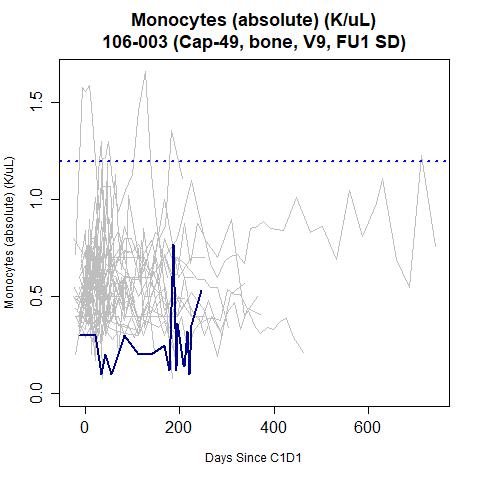 Monocytes (absolute) (K/uL)
106-003 (Cap-49, bone, V9, FU1 SD)
Monocytes (absolute) (K/uL)
1.5
1.0
0.5
0.0
0 200 400 600
Days Since C1D1